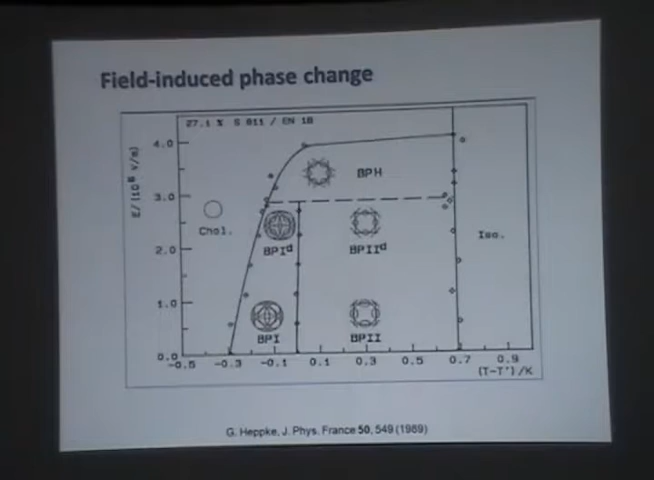 Field-induced phase change
27.1 % S 811 / EN 18
E/(10⁶ V/m)
4.0
3.0
2.0
1.0
0.0
BPH
Chol.
BPIᵈ
BPIIᵈ
Iso.
BPI
BPII
-0.5 -0.3 -0.1 0.1 0.3 0.5 0.7 0.9
(T-T*)/K
G. Heppke, J. Phys. France 50, 549 (1989)